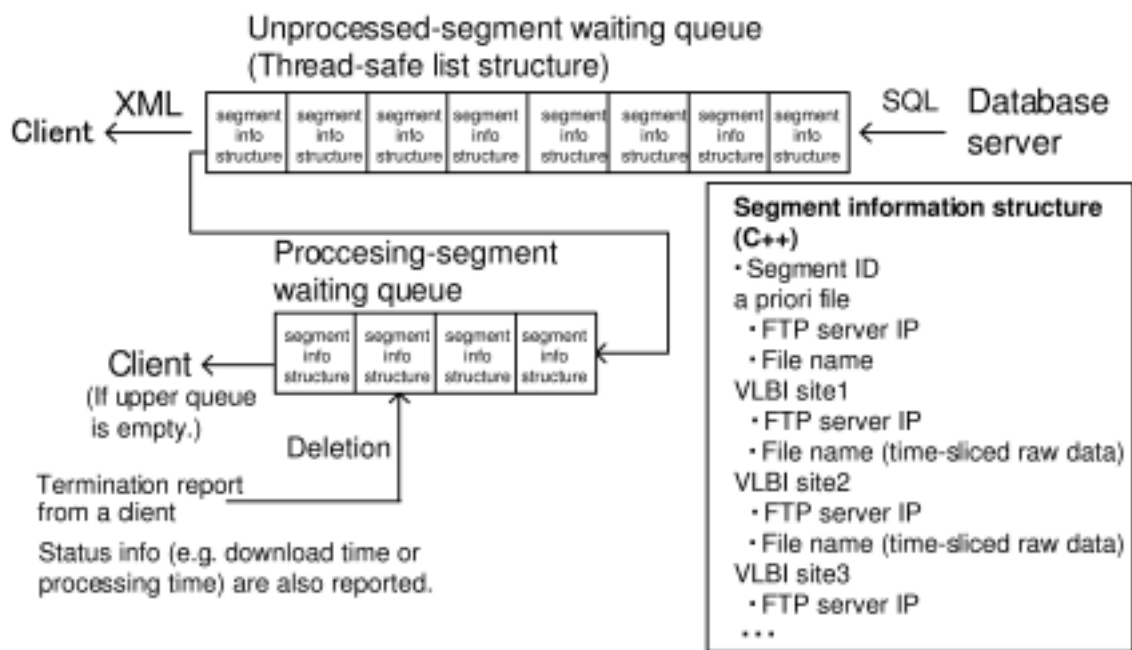 Unprocessed-segment waiting queue
(Thread-safe list structure)
Client
XML
segment info structure
segment info structure
segment info structure
segment info structure
segment info structure
segment info structure
segment info structure
segment info structure
SQL
Database
server
Proccesing-segment
waiting queue
segment info structure
segment info structure
segment info structure
segment info structure
Client
(If upper queue
is empty.)
Deletion
Termination report
from a client
Status info (e.g. download time or
processing time) are also reported.
Segment information structure
(C++)
・Segment ID
a priori file
・FTP server IP
・File name
VLBI site1
・FTP server IP
・File name (time-sliced raw data)
VLBI site2
・FTP server IP
・File name (time-sliced raw data)
VLBI site3
・FTP server IP
・・・